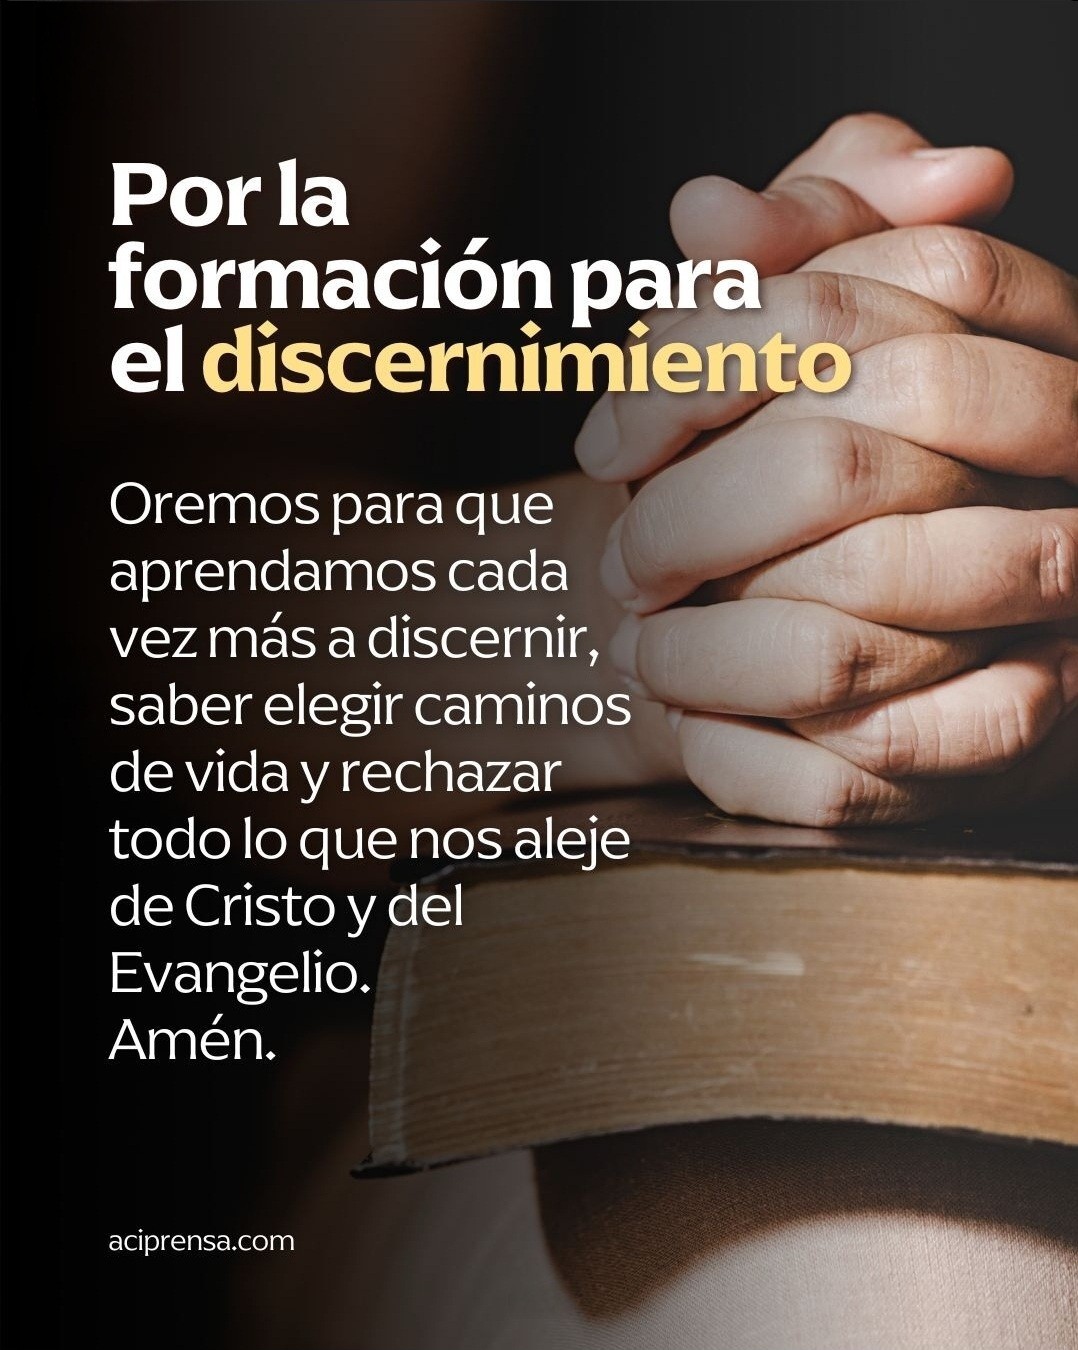 Por la
formación para
el discernimiento
Oremos para que
aprendamos cada
vez más a discernir,
saber elegir caminos
de vida y rechazar
todo lo que nos aleje
de Cristo y del
Evangelio.
Amén.
aciprensa.com